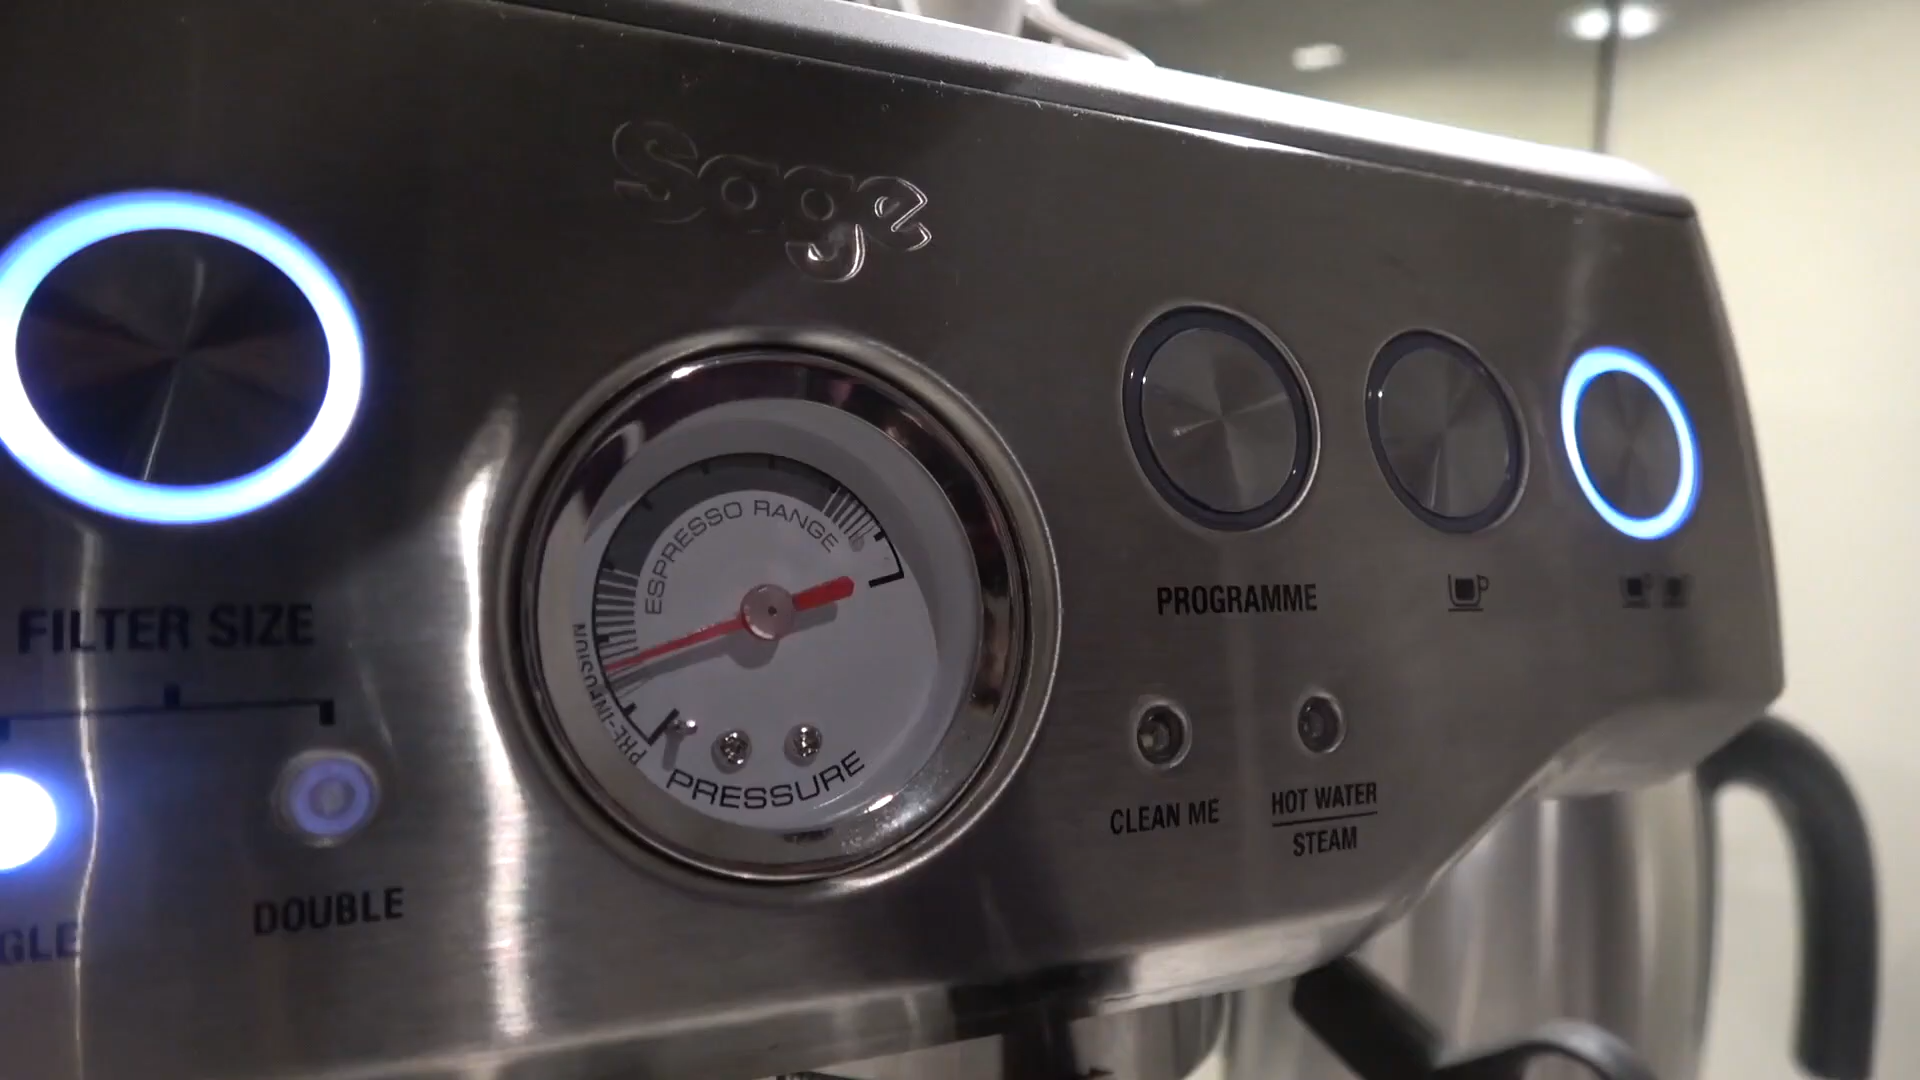 Sage
FILTER SIZE
GLE
DOUBLE
ESPRESSO RANGE
PRE-INFUSION
PRESSURE
PROGRAMME
CLEAN ME
HOT WATER
STEAM